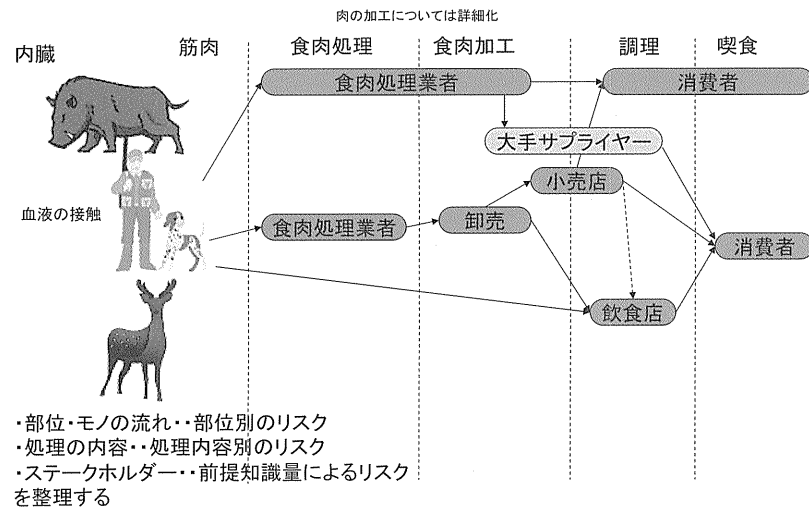 肉の加工については詳細化
内臓
筋肉
食肉処理
食肉加工
調理
喫食
食肉処理業者
消費者
大手サプライヤー
小売店
血液の接触
食肉処理業者
卸売
消費者
飲食店
・部位・モノの流れ・・部位別のリスク
・処理の内容・・処理内容別のリスク
・ステークホルダー・・前提知識量によるリスク
を整理する